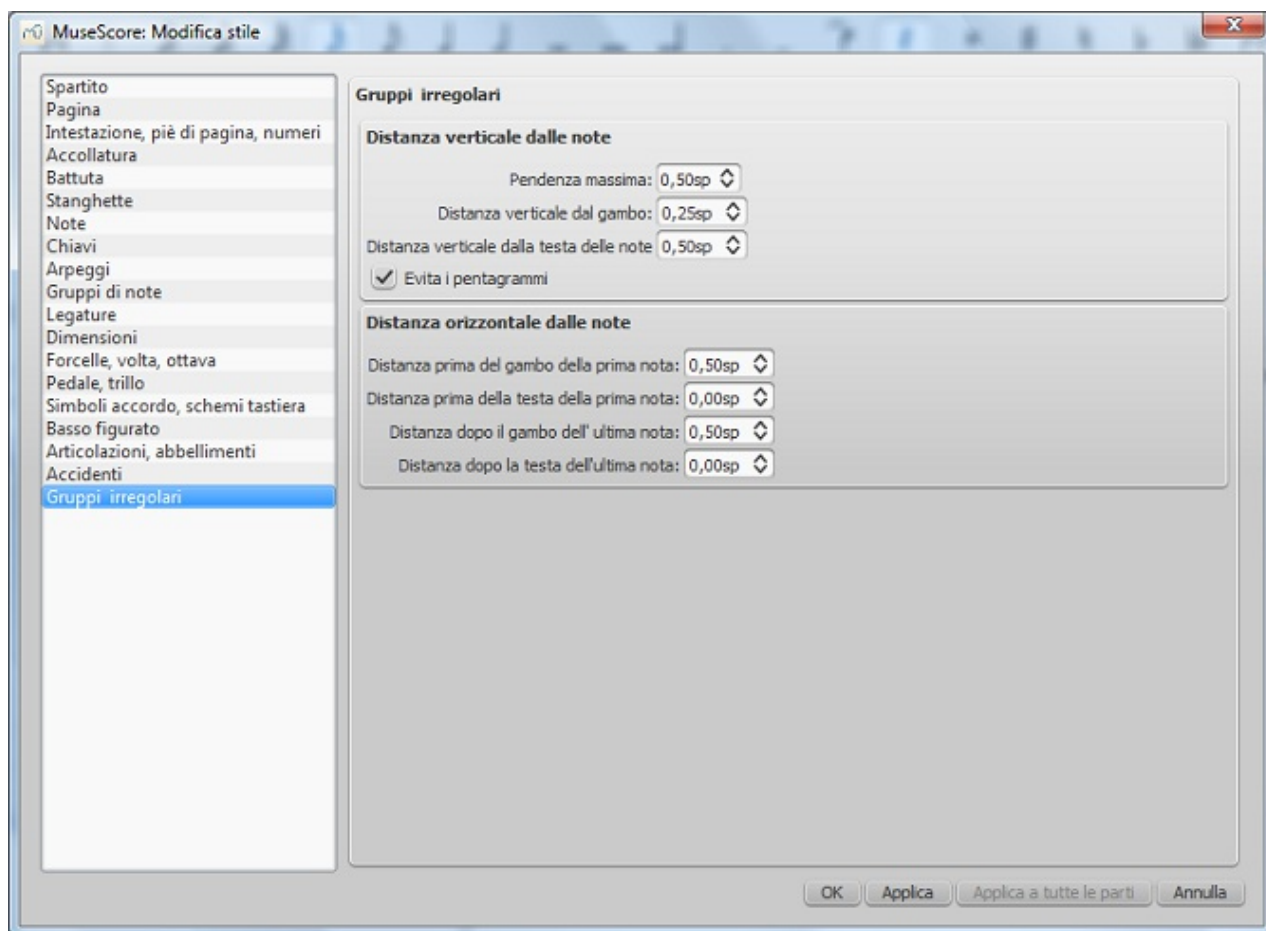 MuseScore: Modifica stile
Spartito
Pagina
Intestazione, piè di pagina, numeri
Accollatura
Battuta
Stanghette
Note
Chiavi
Arpeggi
Gruppi di note
Legature
Dimensioni
Forcelle, volta, ottava
Pedale, trillo
Simboli accordo, schemi tastiera
Basso figurato
Articolazioni, abbellimenti
Accidenti
Gruppi irregolari
Gruppi irregolari
Distanza verticale dalle note
Pendenza massima: 0,50sp
Distanza verticale dal gambo: 0,25sp
Distanza verticale dalla testa delle note 0,50sp
Evita i pentagrammi
Distanza orizzontale dalle note
Distanza prima del gambo della prima nota: 0,50sp
Distanza prima della testa della prima nota: 0,00sp
Distanza dopo il gambo dell' ultima nota: 0,50sp
Distanza dopo la testa dell'ultima nota: 0,00sp
OK Applica Applica a tutte le parti Annulla